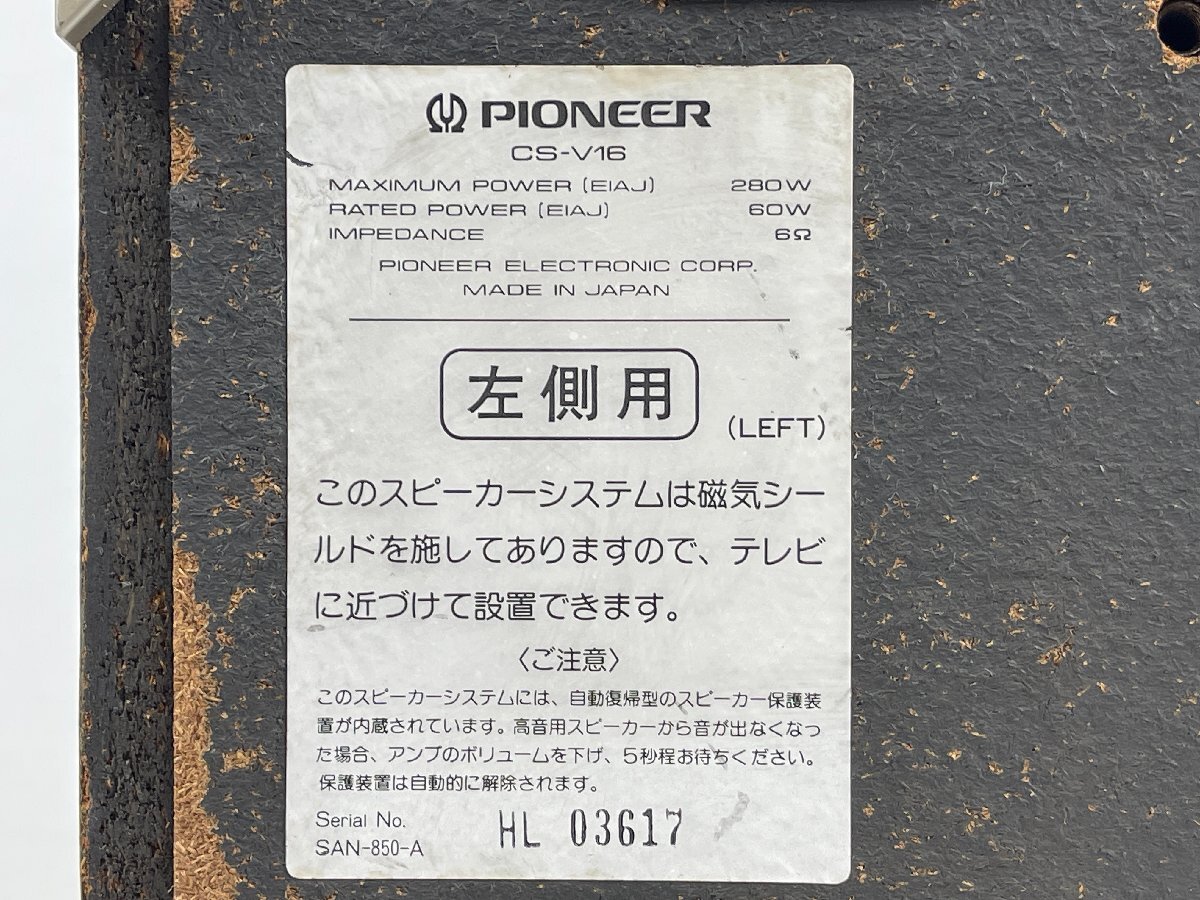 PIONEER
CS-V16
MAXIMUM POWER (EIAJ) 280W
RATED POWER (EIAJ) 60W
IMPEDANCE 6Ω
PIONEER ELECTRONIC CORP.
MADE IN JAPAN
左側用
(LEFT)
このスピーカーシステムは磁気シー
ルドを施してありますので、テレビ
に近づけて設置できます。
〈ご注意〉
このスピーカーシステムには、自動復帰型のスピーカー保護装
置が内蔵されています。高音用スピーカーから音が出なくなっ
た場合、アンプのボリュームを下げ、5秒程お待ちください。
保護装置は自動的に解除されます。
Serial No. HL 03617
SAN-850-A